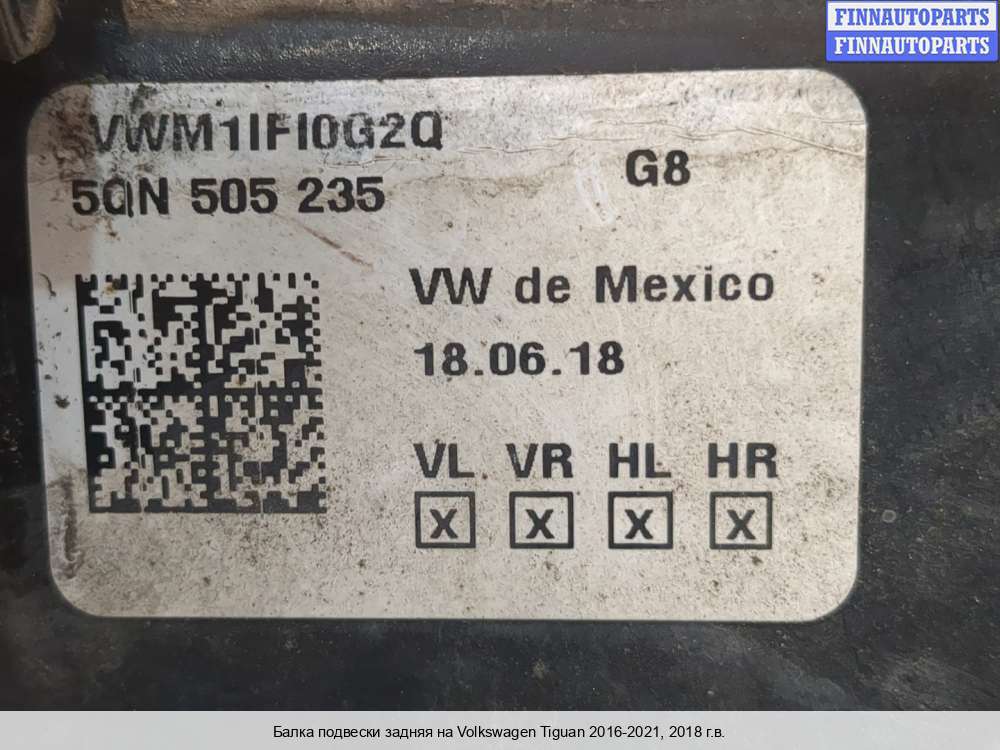 FINNAUTOPARTS
FINNAUTOPARTS
VWM1IFI0G2Q
5QN 505 235
G8
VW de Mexico
18.06.18
VL VR HL HR
X X X X
Балка подвески задняя на Volkswagen Tiguan 2016-2021, 2018 г.в.